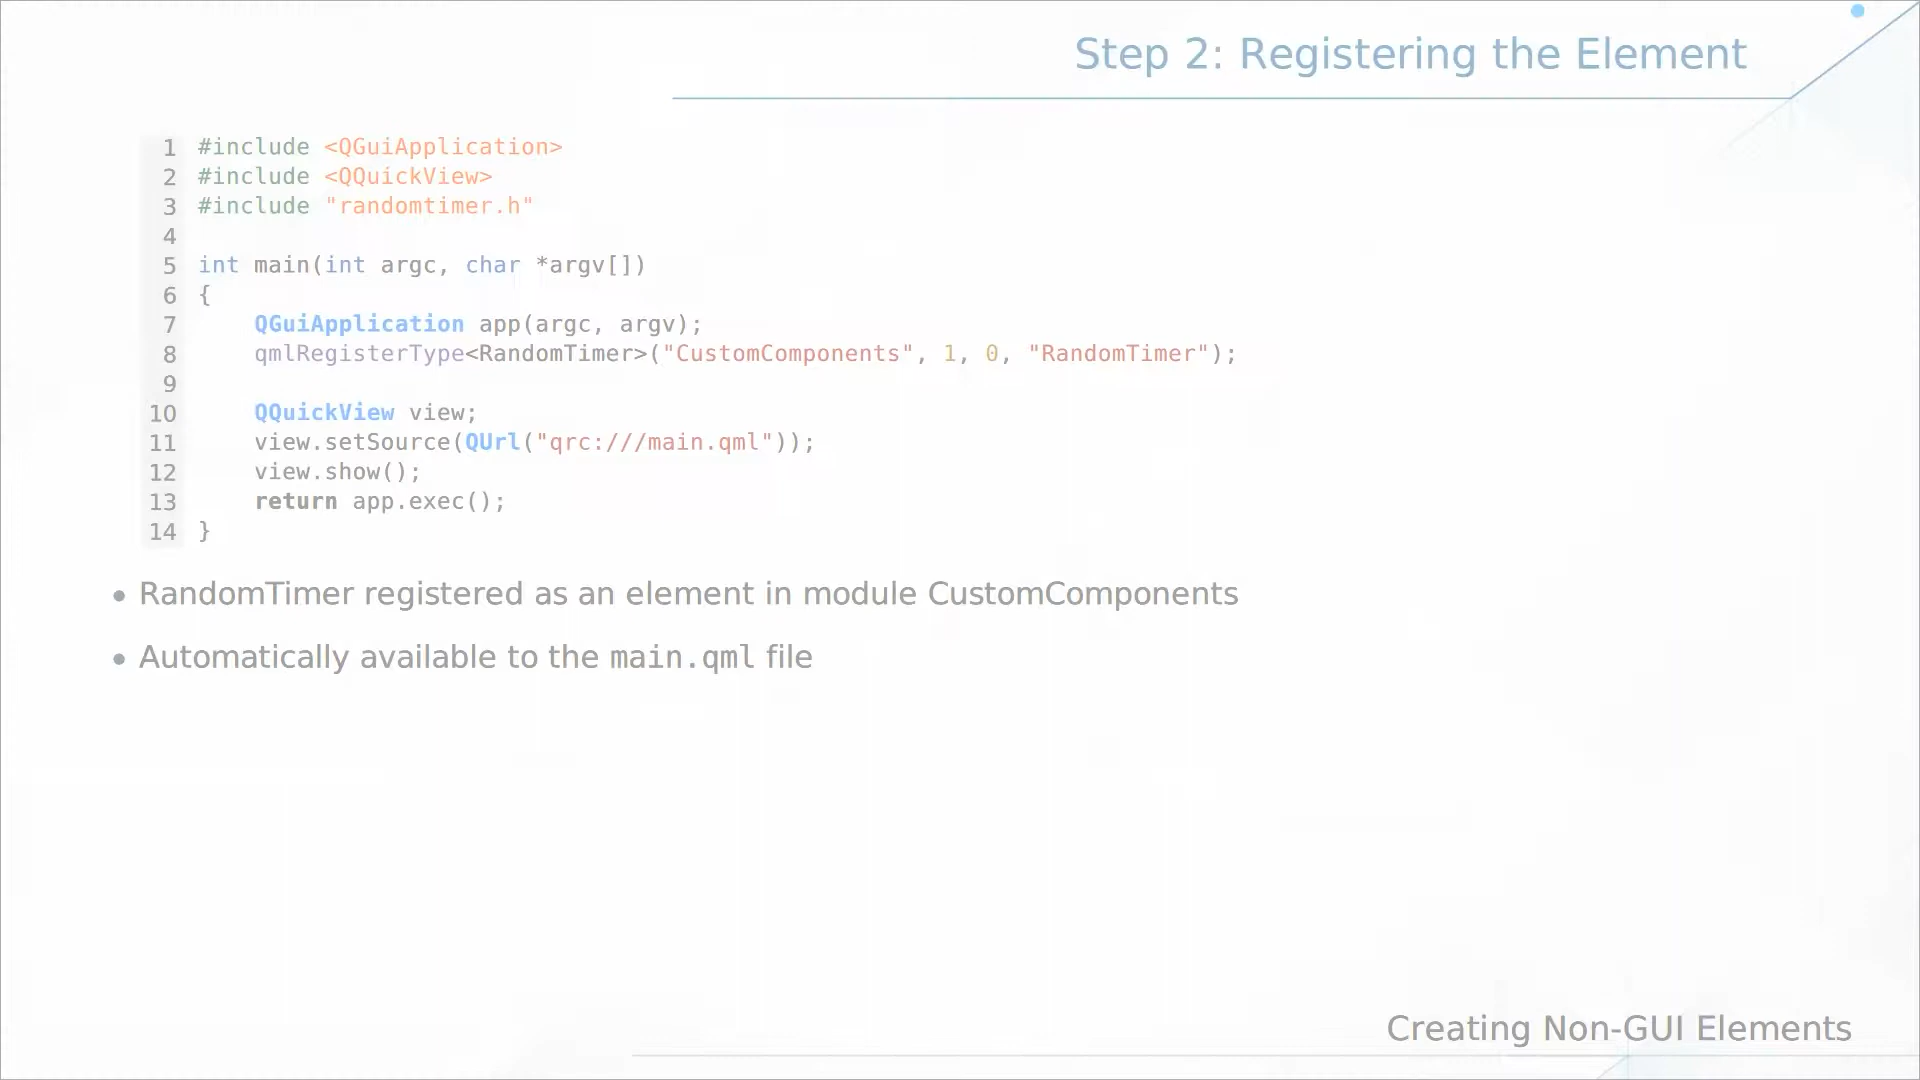 Step 2: Registering the Element
1 #include <QGuiApplication>
2 #include <QQuickView>
3 #include "randomtimer.h"
4
5 int main(int argc, char *argv[])
6 {
7     QGuiApplication app(argc, argv);
8     qmlRegisterType<RandomTimer>("CustomComponents", 1, 0, "RandomTimer");
9
10     QQuickView view;
11     view.setSource(QUrl("qrc:///main.qml"));
12     view.show();
13     return app.exec();
14 }
• RandomTimer registered as an element in module CustomComponents
• Automatically available to the main.qml file
Creating Non-GUI Elements